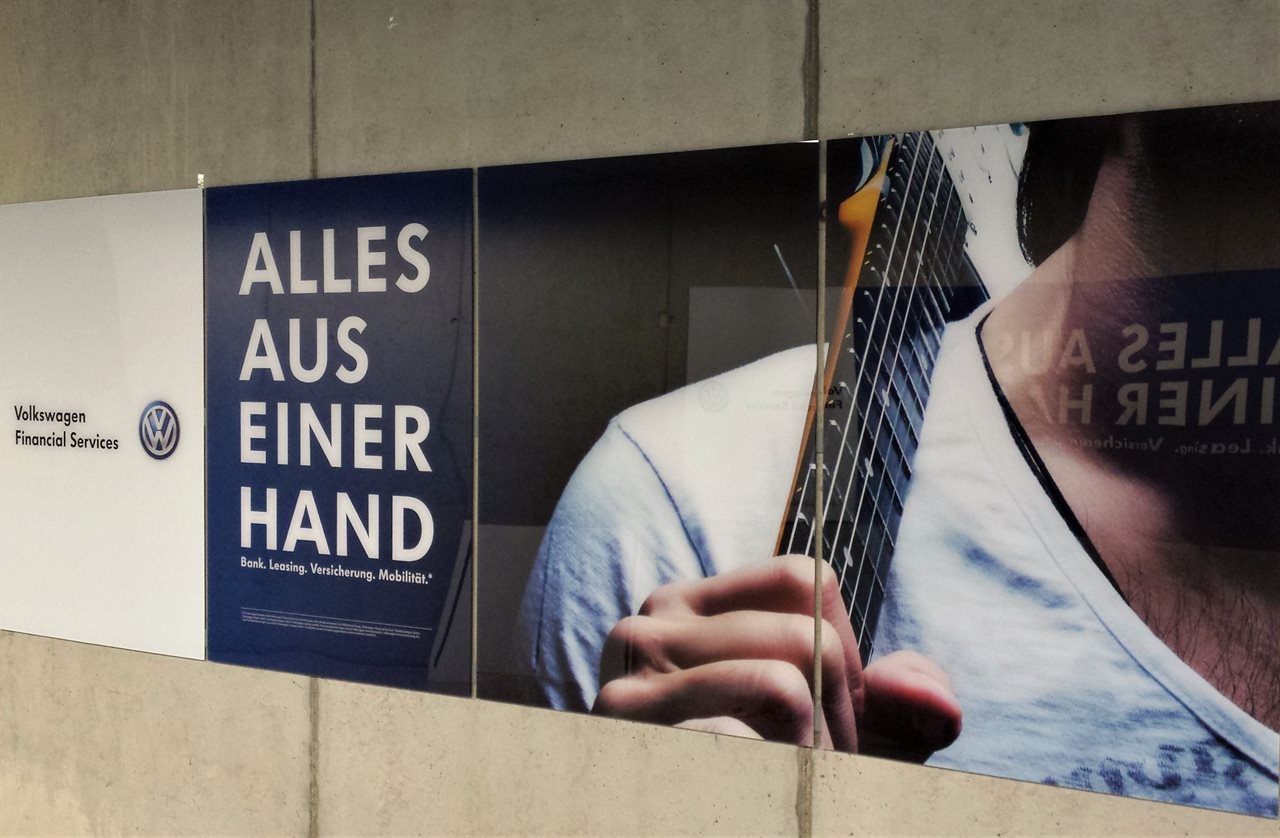 Volkswagen
Financial Services
ALLES
AUS
EINER
HAND
Bank. Leasing. Versicherung. Mobilität.*